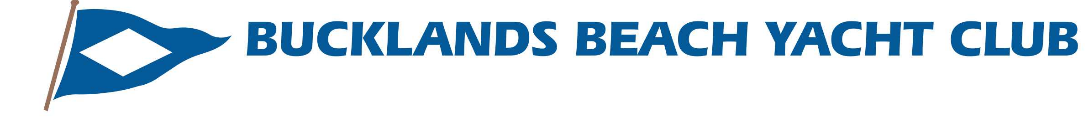 BUCKLANDS BEACH YACHT CLUB